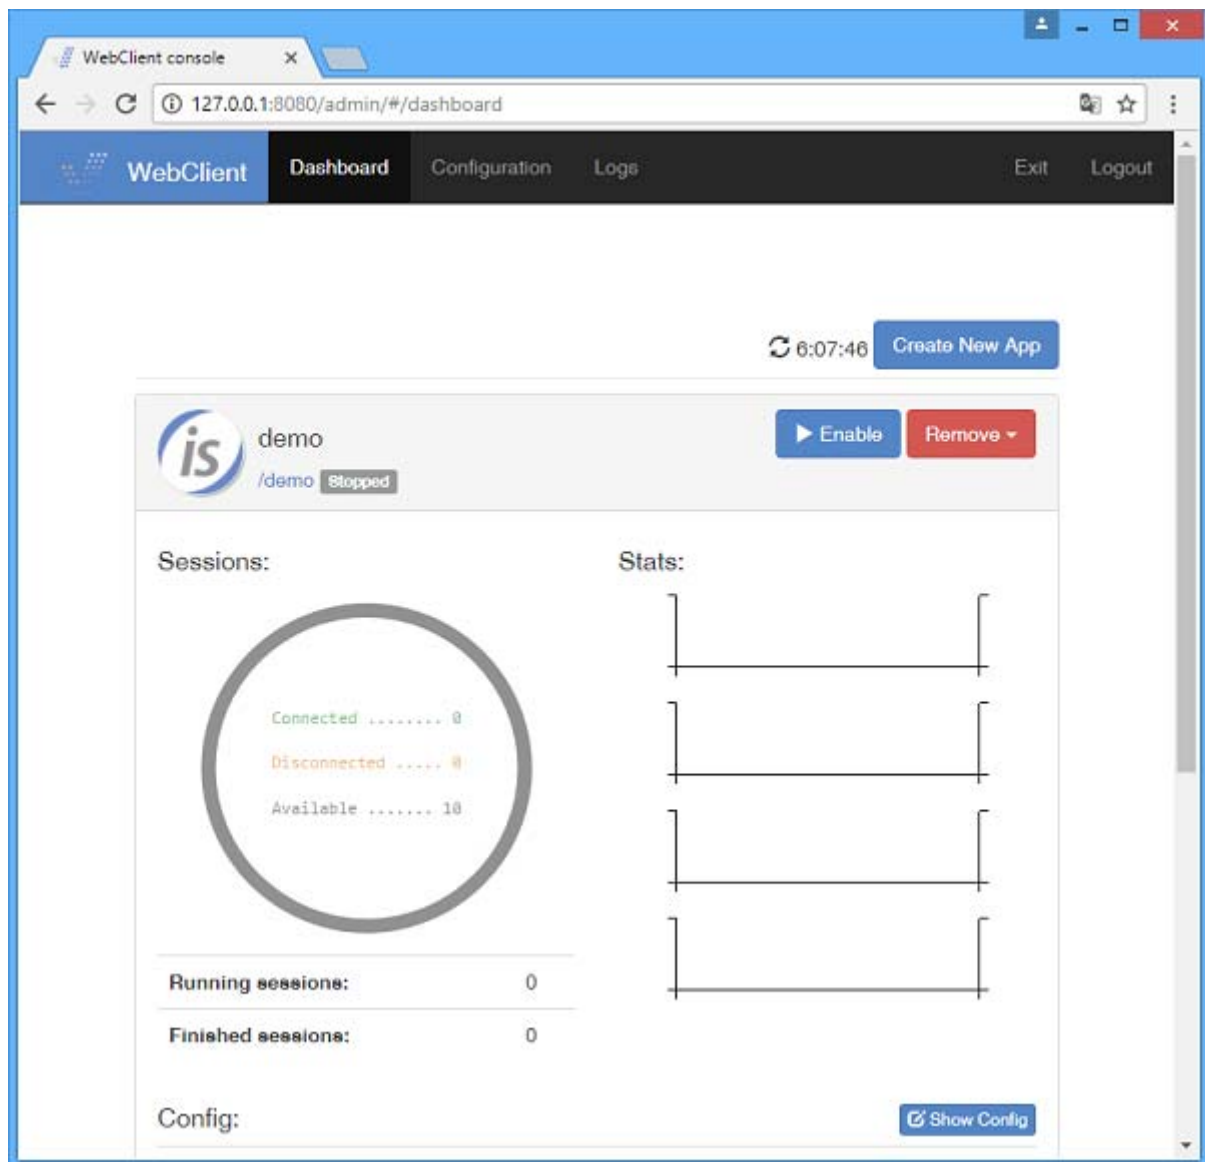 WebClient console
127.0.0.1:8080/admin/#/dashboard
WebClient Dashboard Configuration Logs Exit Logout
6:07:46 Create New App
is demo Enable Remove
/demo Stopped
Sessions: Stats:
Connected ........ 0
Disconnected ..... 0
Available ....... 10
Running sessions: 0
Finished sessions: 0
Config: Show Config